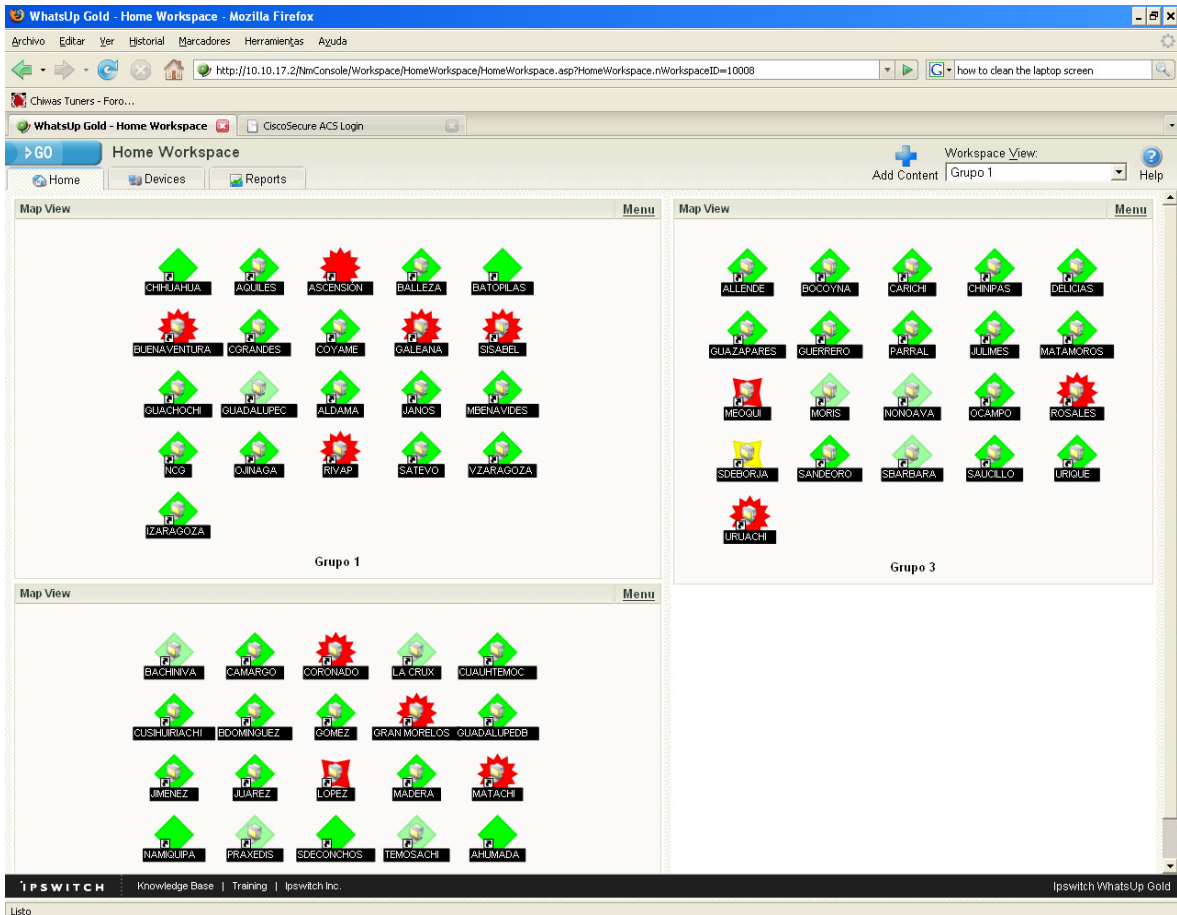 WhatsUp Gold - Home Workspace - Mozilla Firefox
Archivo Editar Ver Historial Marcadores Herramientas Ayuda
http://10.10.17.2/NmConsole/Workspace/HomeWorkspace/HomeWorkspace.asp?HomeWorkspace.nWorkspaceID=10008
G how to clean the laptop screen
Chiwas Tuners - Foro...
WhatsUp Gold - Home Workspace CiscoSecure ACS Login
GO Home Workspace Workspace View:
Add Content Grupo 1 Help
Home Devices Reports
Map View Menu
CHIHUAHUA AQUILES ASCENSIÓN BALLEZA BATOPILAS
BUENAVENTURA CGRANDES COYAME GALEANA SISABEL
GUACHOCHI GUADALUPEC ALDAMA JANOS MBENAVIDES
NCG OJINAGA RIVAP SATEVO VZARAGOZA
IZARAGOZA
Grupo 1
Map View Menu
ALLENDE BOCOYNA CARICHI CHINIPAS DELICIAS
GUAZAPARES GUERRERO PARRAL JULIMES MATAMOROS
MEOQUI MORIS NONOAVA OCAMPO ROSALES
SDEBORJA SANDEORO SBARBARA SAUCILLO URIQUE
URUACHI
Grupo 3
Map View Menu
BACHINIVA CAMARGO CORONADO LA CRUX CUAUHTEMOC
CUSIHUIRIACHI BDOMINGUEZ GOMEZ GRAN MORELOS GUADALUPEDB
JIMENEZ JUAREZ LOPEZ MADERA MATACHI
NAMIQUIPA PRAXEDIS SDECONCHOS TEMOSACHI AHUMADA
IPSWITCH Knowledge Base | Training | Ipswitch Inc. Ipswitch WhatsUp Gold
Listo